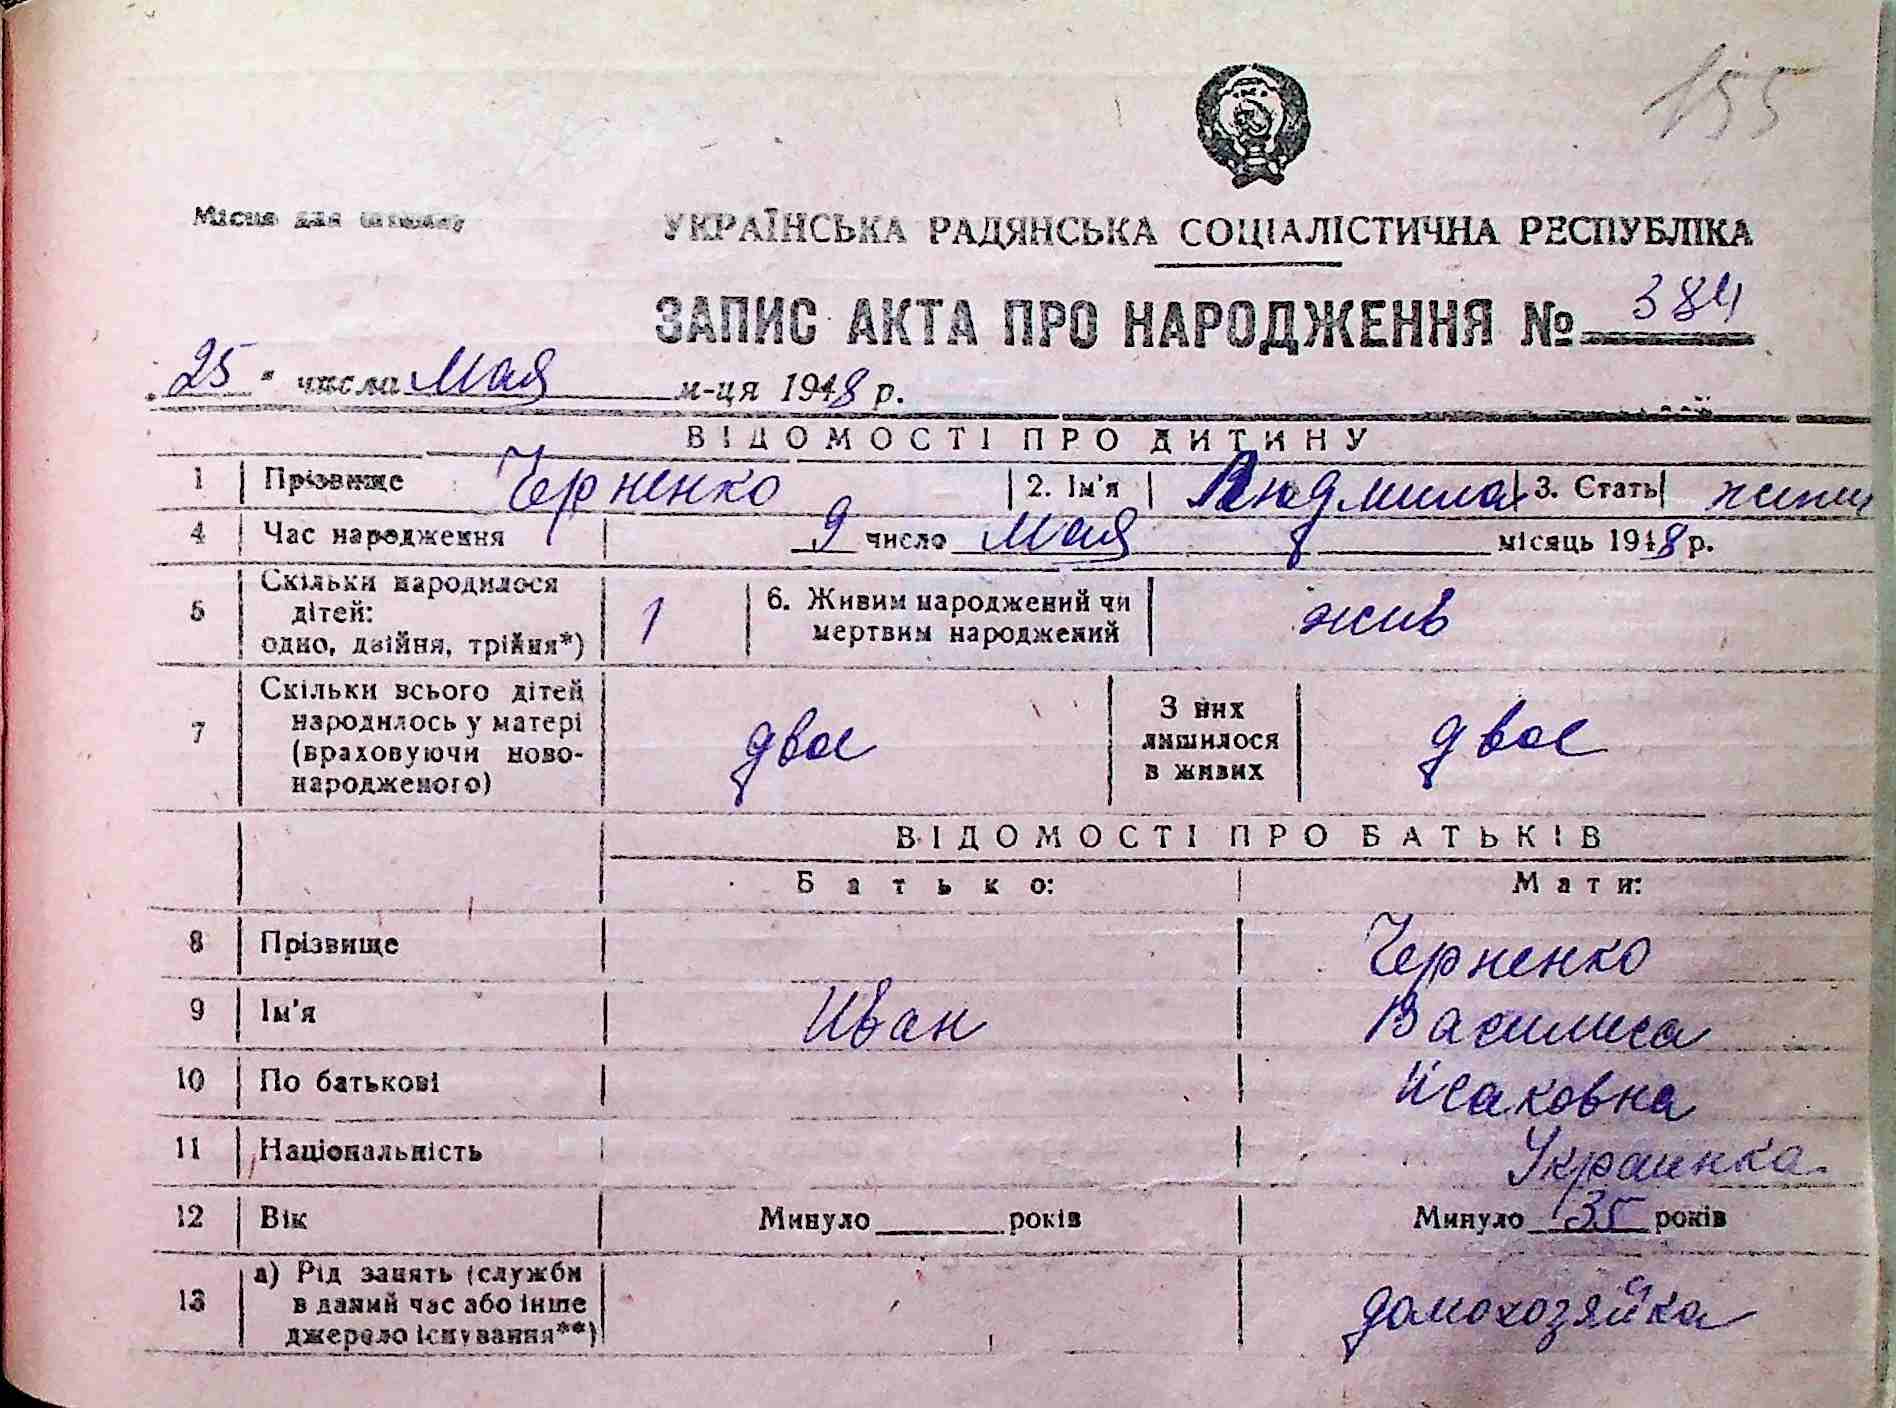 155
Місце для штампу
УКРАЇНСЬКА РАДЯНСЬКА СОЦІАЛІСТИЧНА РЕСПУБЛІКА
ЗАПИС АКТА ПРО НАРОДЖЕННЯ № 384
25 числа Мая м-ця 1948 р.
ВІДОМОСТІ ПРО ДИТИНУ
1 Прізвище Черненко 2. Ім'я Людмила 3. Стать
4 Час народження 9 число Мая місяць 1948 р.
5 Скільки народилося дітей: одно, двійня, трійня*) 1 6. Живим народжений чи мертвим народжений жив
7 Скільки всього дітей народилось у матері (враховуючи ново-народженого) двое З них лишилося в живих двое
ВІДОМОСТІ ПРО БАТЬКІВ
Батько: Мати:
8 Прізвище Черненко
9 Ім'я Иван Василиса
10 По батькові Исаковна
11 Національність Украинка
12 Вік Минуло років Минуло 35 років
13 а) Рід занять (служби в даний час або інше джерело існування**) домохозяйка